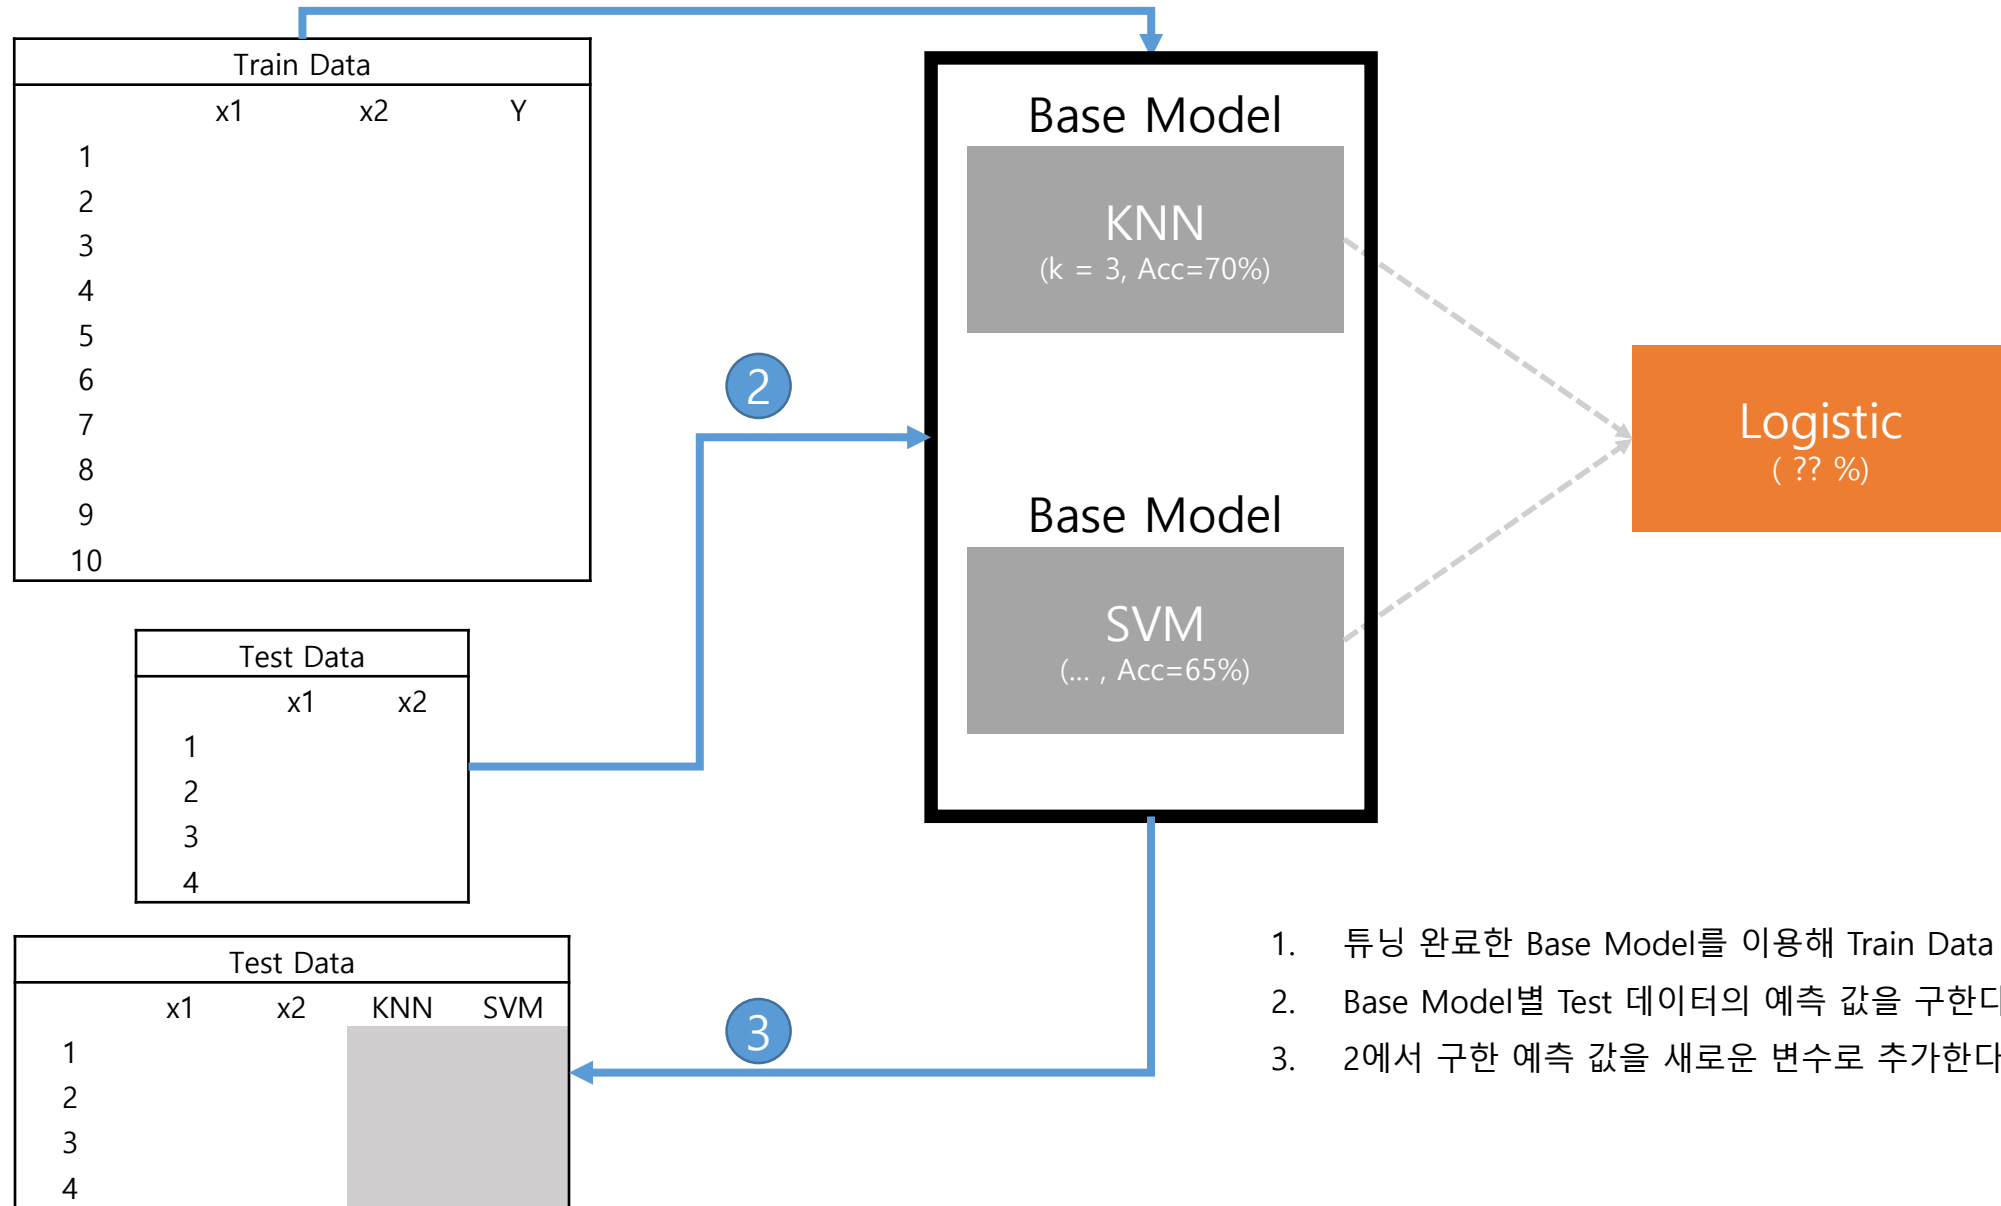 Train Data
x1 x2 Y
1
2
3
4
5
6
7
8
9
10
Test Data
x1 x2
1
2
3
4
Test Data
x1 x2 KNN SVM
1
2
3
4
2
3
Base Model
KNN
(k = 3, Acc=70%)
Base Model
SVM
(... , Acc=65%)
Logistic
( ?? %)
1. 튜닝 완료한 Base Model를 이용해 Train Data
2. Base Model별 Test 데이터의 예측 값을 구한다
3. 2에서 구한 예측 값을 새로운 변수로 추가한다